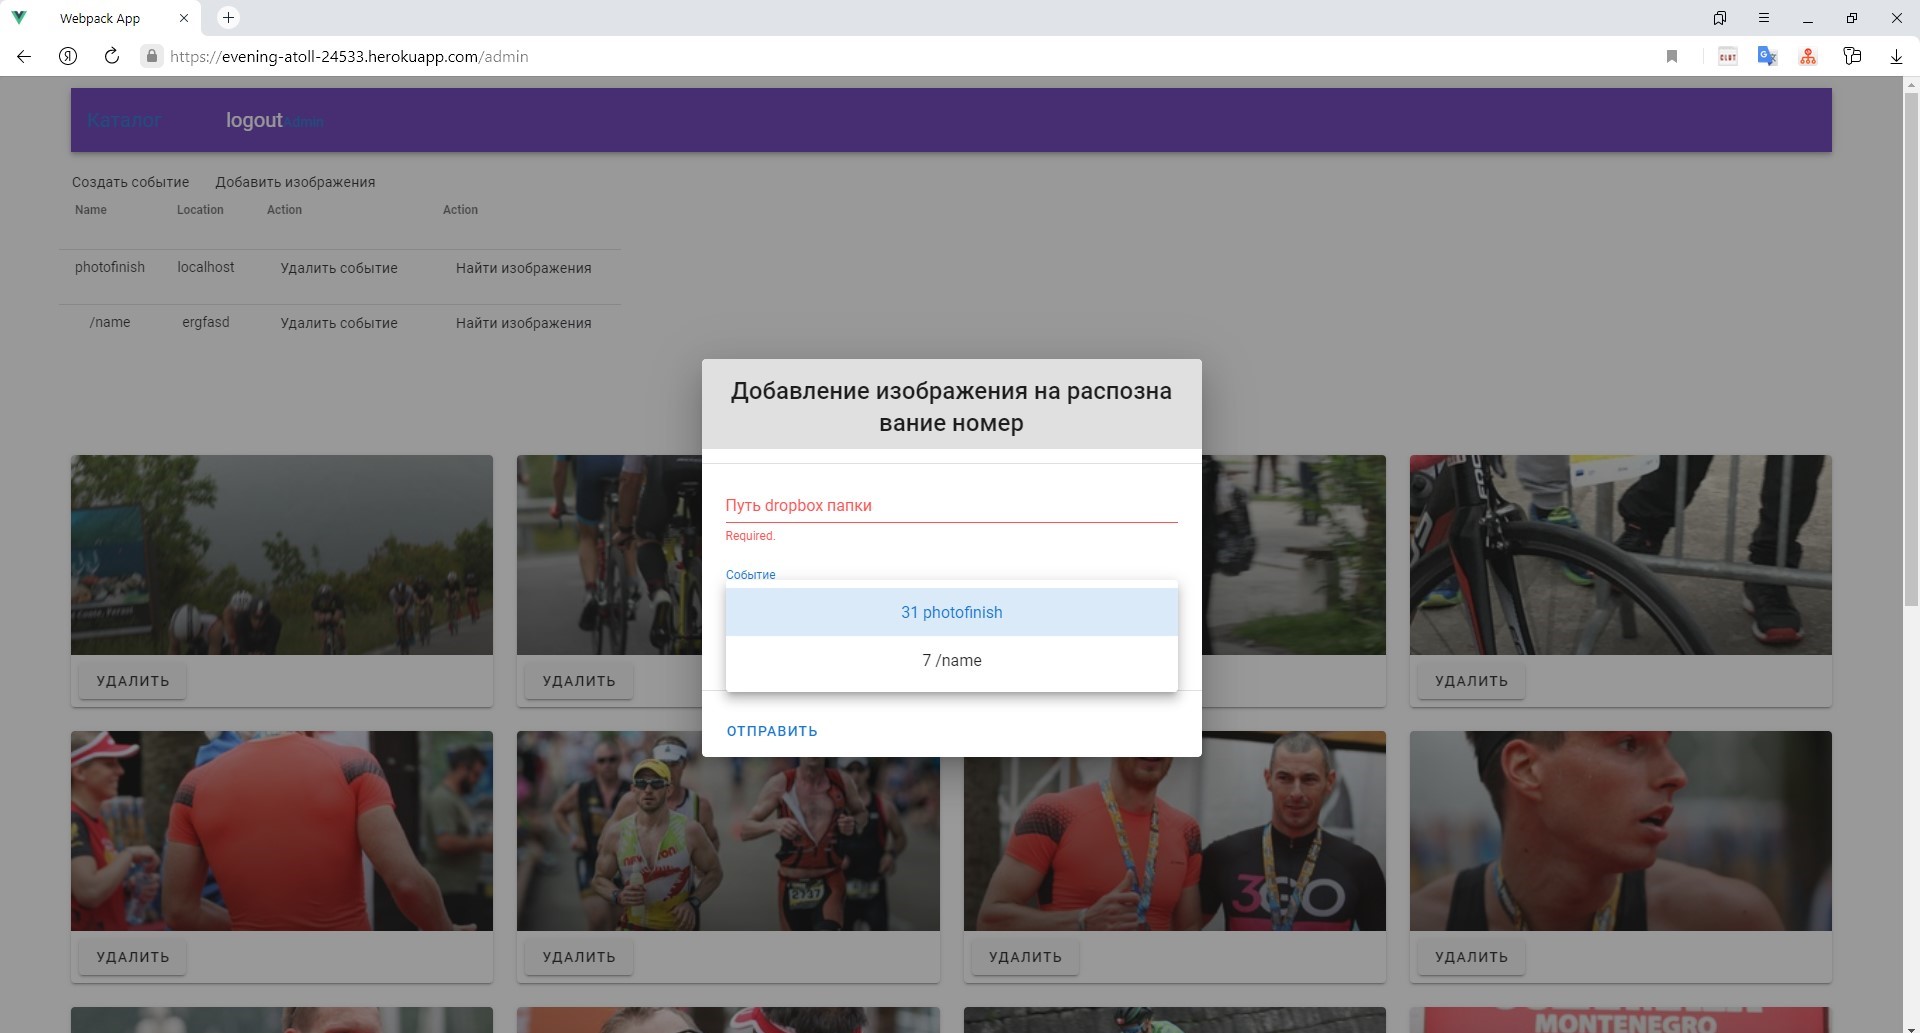 Webpack App
https://evening-atoll-24533.herokuapp.com/admin
Каталог logout Admin
Создать событие Добавить изображения
Name Location Action Action
photofinish localhost Удалить событие Найти изображения
/name ergfasd Удалить событие Найти изображения
Добавление изображения на распозна
вание номер
Путь dropbox папки
Required.
Событие
31 photofinish
7 /name
ОТПРАВИТЬ
УДАЛИТЬ УДАЛИТЬ УДАЛИТЬ
2737
УДАЛИТЬ УДАЛИТЬ УДАЛИТЬ УДАЛИТЬ
MONTENEGRO